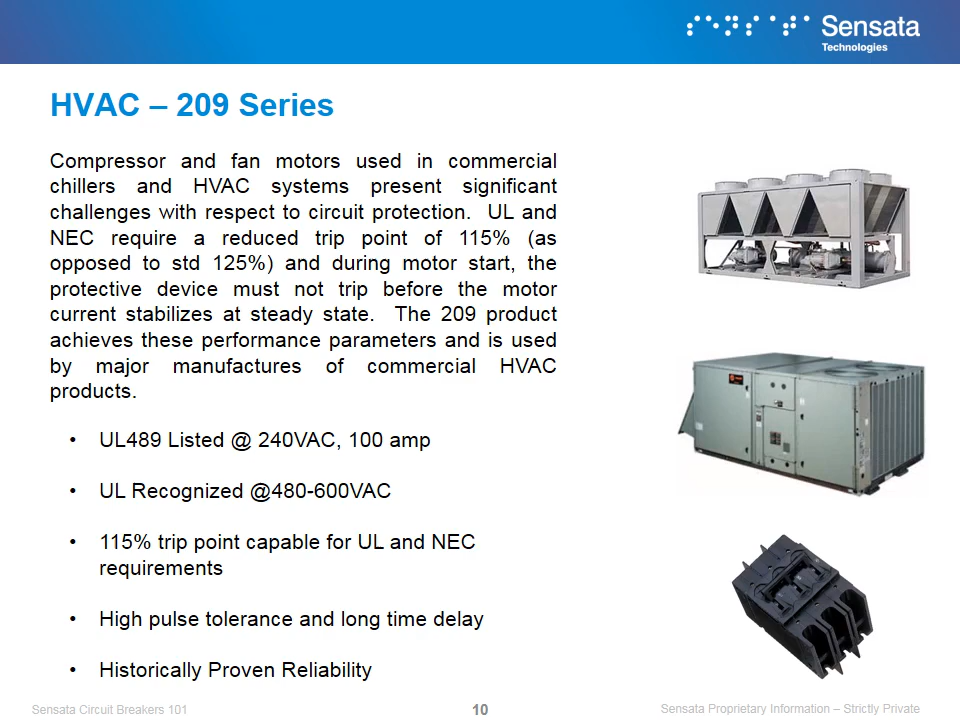 Sensata
Technologies
HVAC – 209 Series
Compressor and fan motors used in commercial
chillers and HVAC systems present significant
challenges with respect to circuit protection.  UL and
NEC require a reduced trip point of 115% (as
opposed to std 125%) and during motor start, the
protective device must not trip before the motor
current stabilizes at steady state.  The 209 product
achieves these performance parameters and is used
by major manufactures of commercial HVAC
products.
• UL489 Listed @ 240VAC, 100 amp
• UL Recognized @480-600VAC
• 115% trip point capable for UL and NEC
requirements
• High pulse tolerance and long time delay
• Historically Proven Reliability
Sensata Circuit Breakers 101
10
Sensata Proprietary Information – Strictly Private